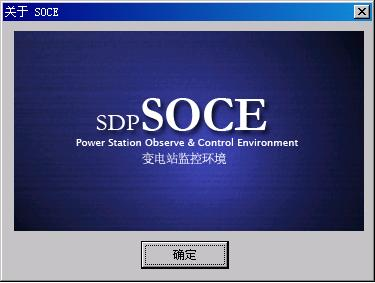 关于 SOCE
SDPSOCE
Power Station Observe & Control Environment
变电站监控环境
确定